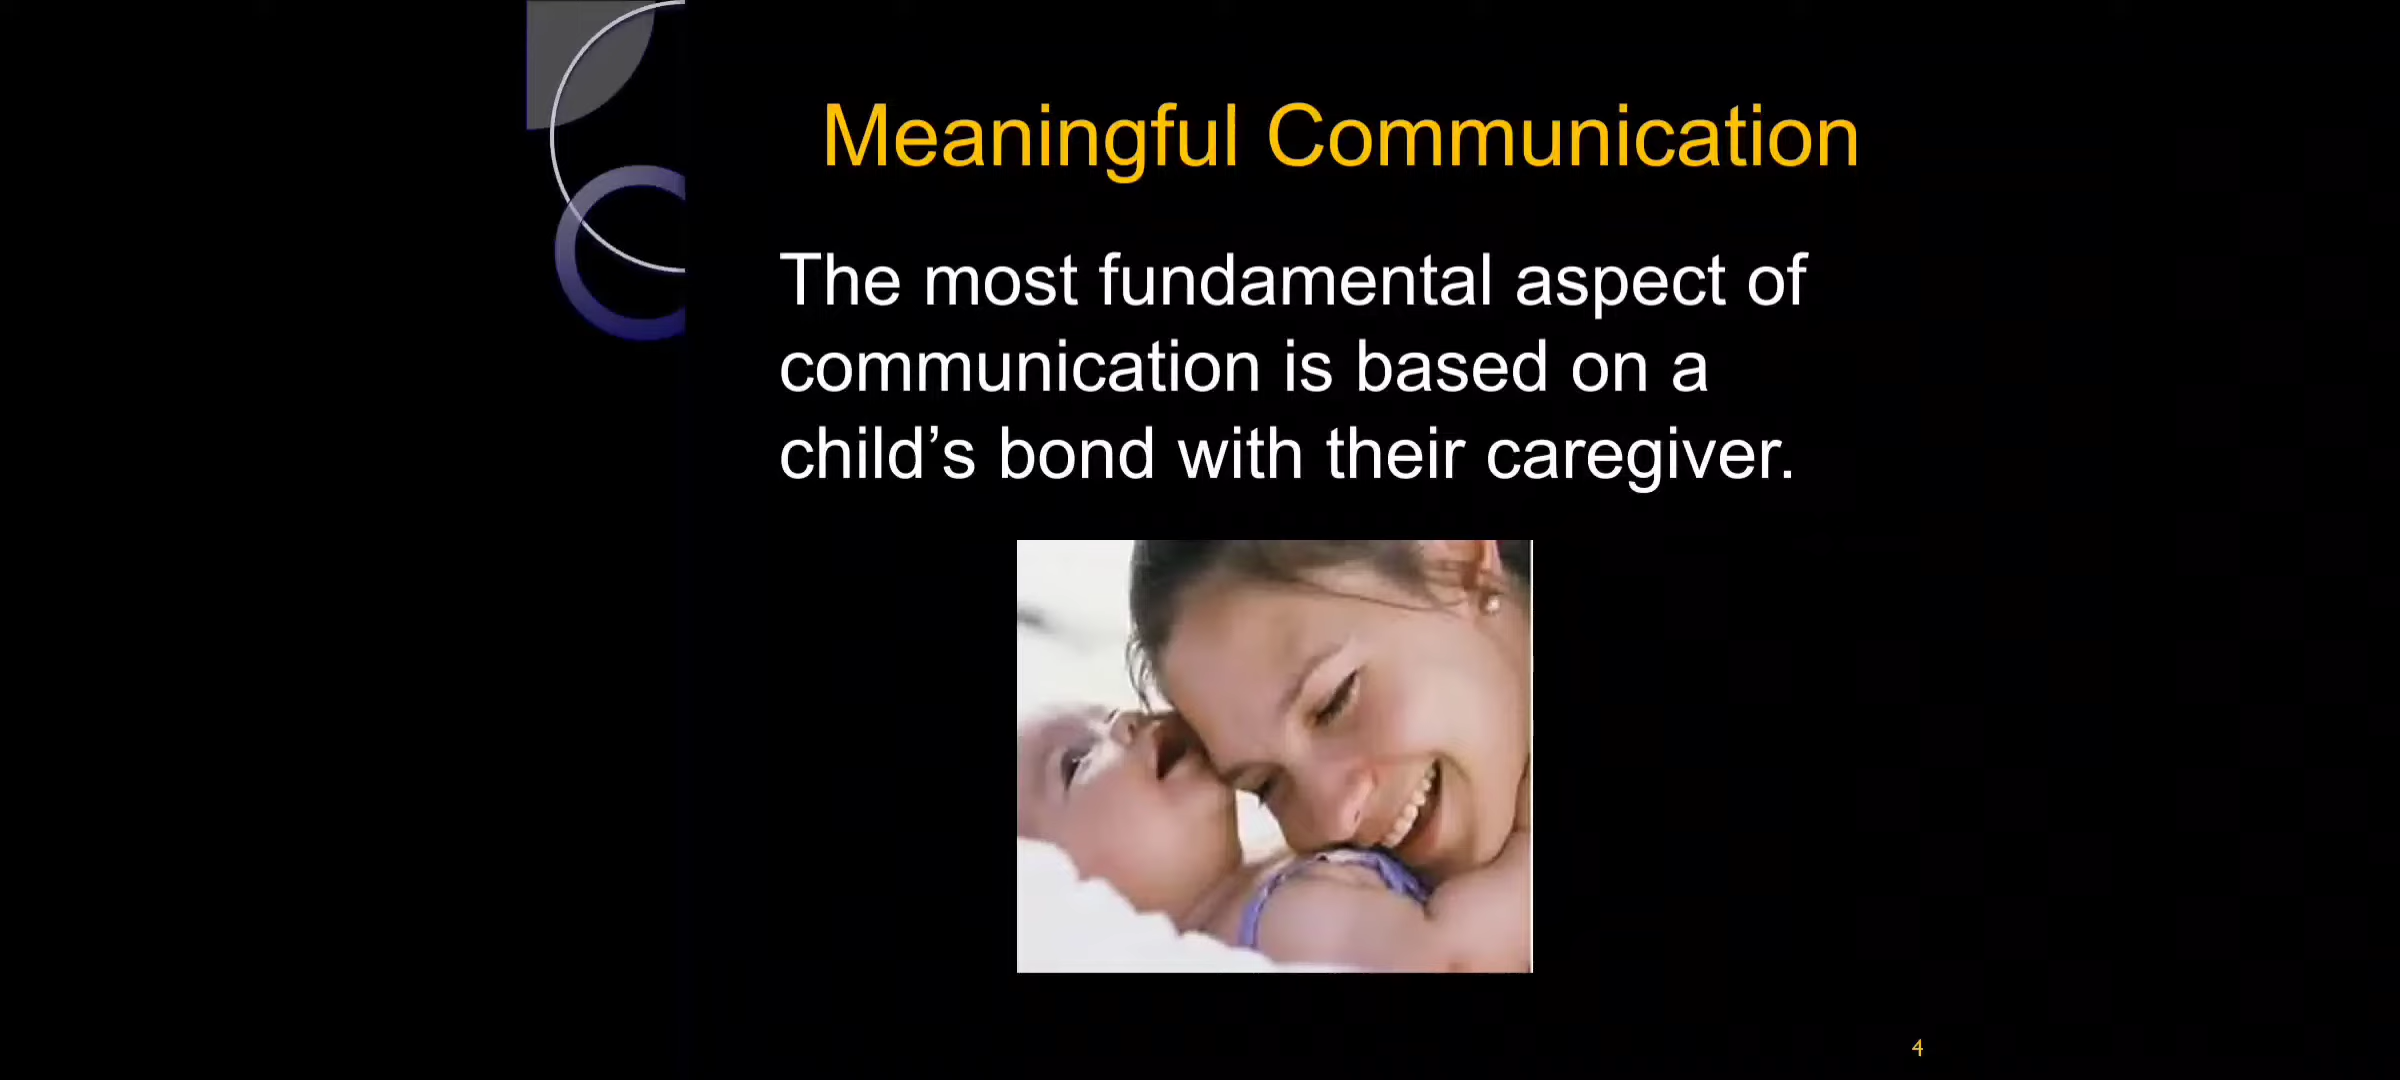 Meaningful Communication
The most fundamental aspect of
communication is based on a
child’s bond with their caregiver.
4